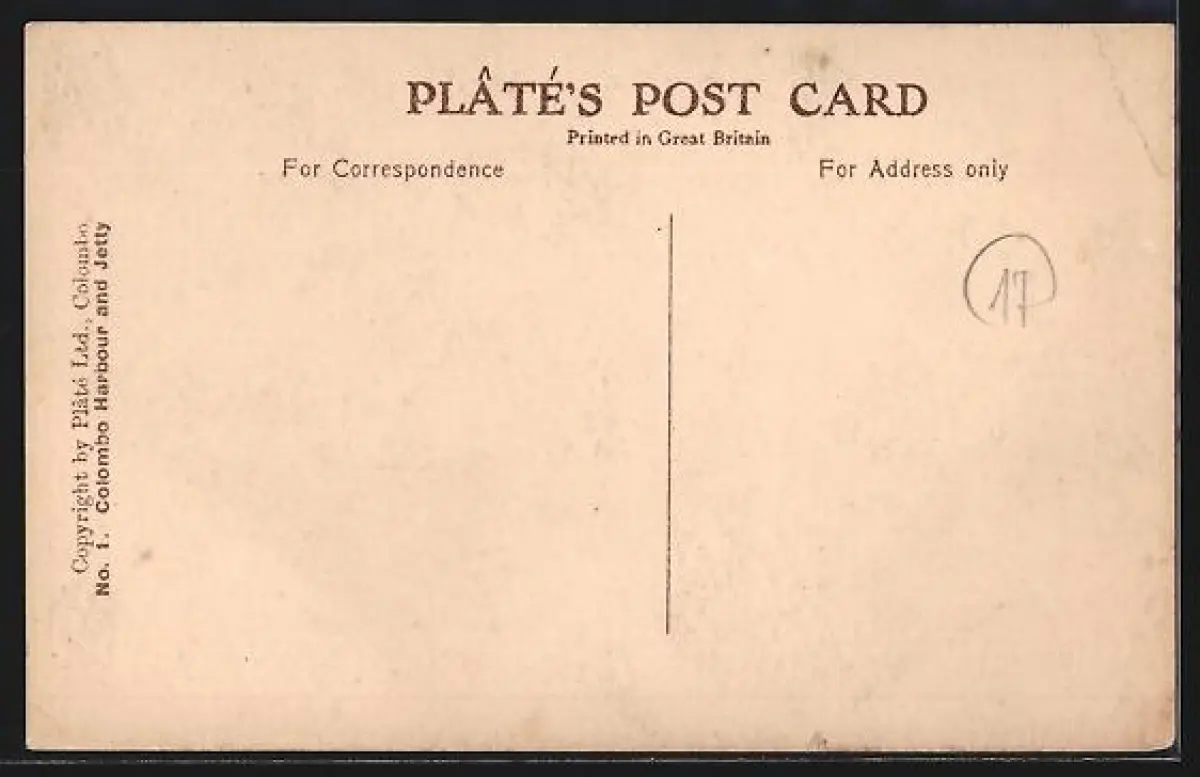 PLÂTÉ'S POST CARD
Printed in Great Britain
For Correspondence
For Address only
17
Copyright by Plâté Ltd., Colombo
No. 1. Colombo Harbour and Jetty